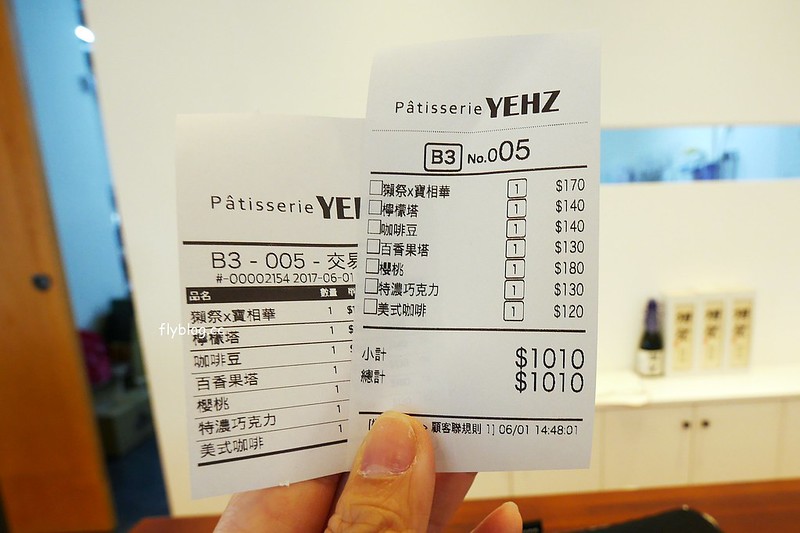 Pâtisserie YEHZ
B3 No.005
獺祭x寶相華 1 $170
檸檬塔 1 $140
咖啡豆 1 $140
百香果塔 1 $130
櫻桃 1 $180
特濃巧克力 1 $130
美式咖啡 1 $120
小計 $1010
總計 $1010
顧客聯規則 1] 06/01 14:48:01
Pâtisserie
B3 - 005 - 交易
#-00002154 2017-06-01
品名 數量
獺祭x寶相華 1
檸檬塔 1
咖啡豆 1
百香果塔 1
櫻桃 1
特濃巧克力 1
美式咖啡 1
flyblog.cc